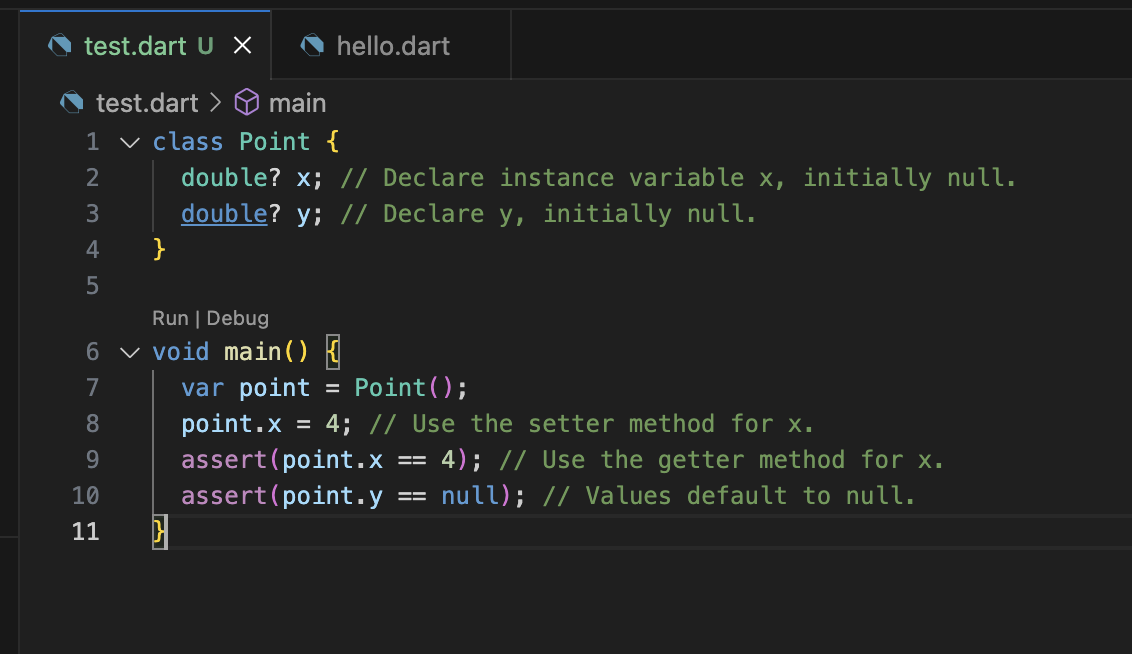 test.dart U
hello.dart
test.dart > main
1 class Point {
2 double? x; // Declare instance variable x, initially null.
3 double? y; // Declare y, initially null.
4 }
5
Run | Debug
6 void main() {
7 var point = Point();
8 point.x = 4; // Use the setter method for x.
9 assert(point.x == 4); // Use the getter method for x.
10 assert(point.y == null); // Values default to null.
11 }